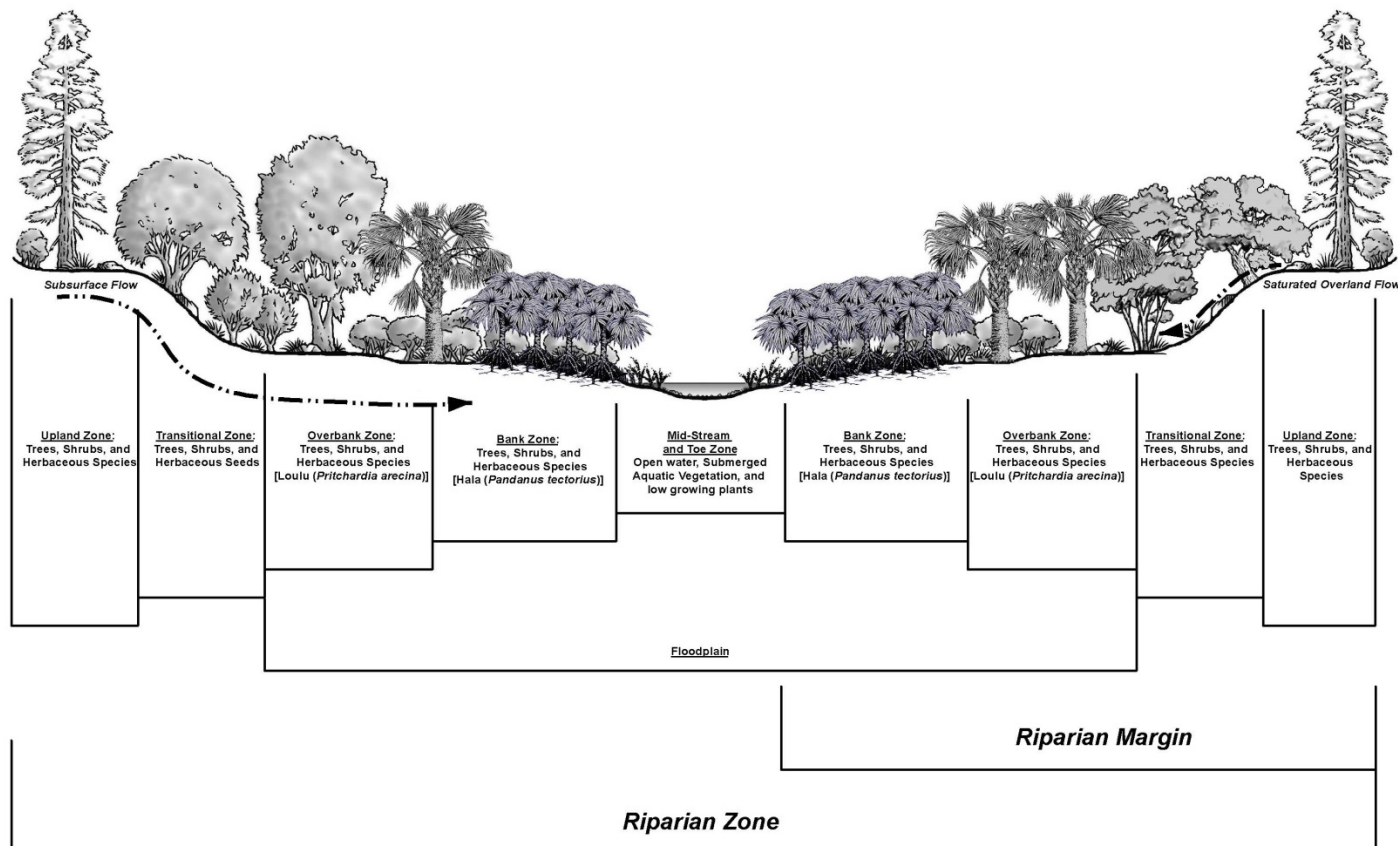 Subsurface Flow
Saturated Overland Flow
Upland Zone:
Trees, Shrubs, and
Herbaceous Species
Transitional Zone:
Trees, Shrubs, and
Herbaceous Seeds
Overbank Zone:
Trees, Shrubs, and
Herbaceous Species
[Loulu (Pritchardia arecina)]
Bank Zone:
Trees, Shrubs, and
Herbaceous Species
[Hala (Pandanus tectorius)]
Mid-Stream
and Toe Zone
Open water, Submerged
Aquatic Vegetation, and
low growing plants
Bank Zone:
Trees, Shrubs, and
Herbaceous Species
[Hala (Pandanus tectorius)]
Overbank Zone:
Trees, Shrubs, and
Herbaceous Species
[Loulu (Pritchardia arecina)]
Transitional Zone:
Trees, Shrubs, and
Herbaceous Species
Upland Zone:
Trees, Shrubs, and
Herbaceous
Species
Floodplain
Riparian Margin
Riparian Zone